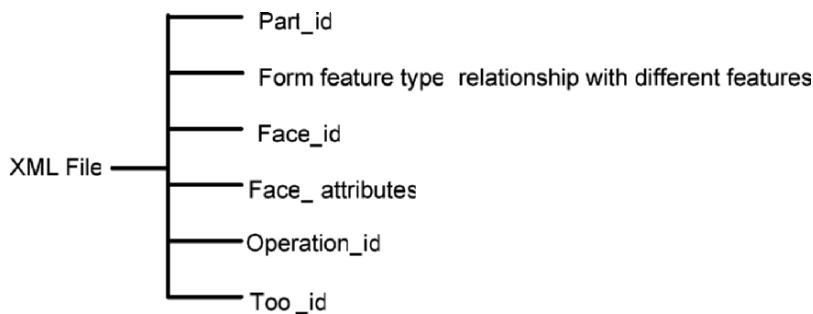 Part_id
Form feature type relationship with different features
Face_id
XML File
Face_ attributes
Operation_id
Too _id